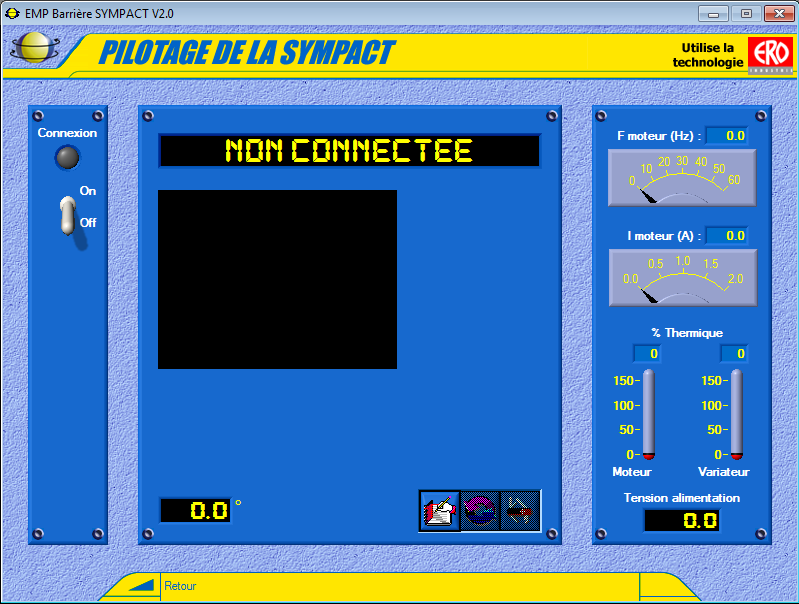 EMP Barrière SYMPACT V2.0
PILOTAGE DE LA SYMPACT
Utilise la
technologie
ERO
INDUSTRIE
Connexion
On
Off
NON CONNECTEE
0.0 °
F moteur (Hz) : 0.0
0 10 20 30 40 50 60
I moteur (A) : 0.0
0.0 0.5 1.0 1.5 2.0
% Thermique
0 0
150- 150-
100- 100-
50- 50-
0- 0-
Moteur Variateur
Tension alimentation
0.0
Retour